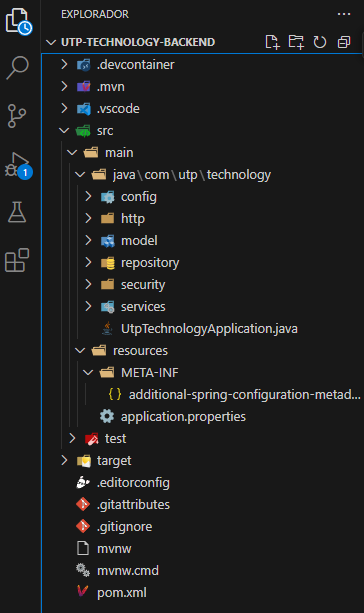 EXPLORADOR
UTP-TECHNOLOGY-BACKEND
.devcontainer
.mvn
.vscode
src
main
java\com\utp\technology
config
http
model
repository
security
services
UtpTechnologyApplication.java
resources
META-INF
{ } additional-spring-configuration-metad...
application.properties
test
target
.editorconfig
.gitattributes
.gitignore
mvnw
mvnw.cmd
pom.xml
1